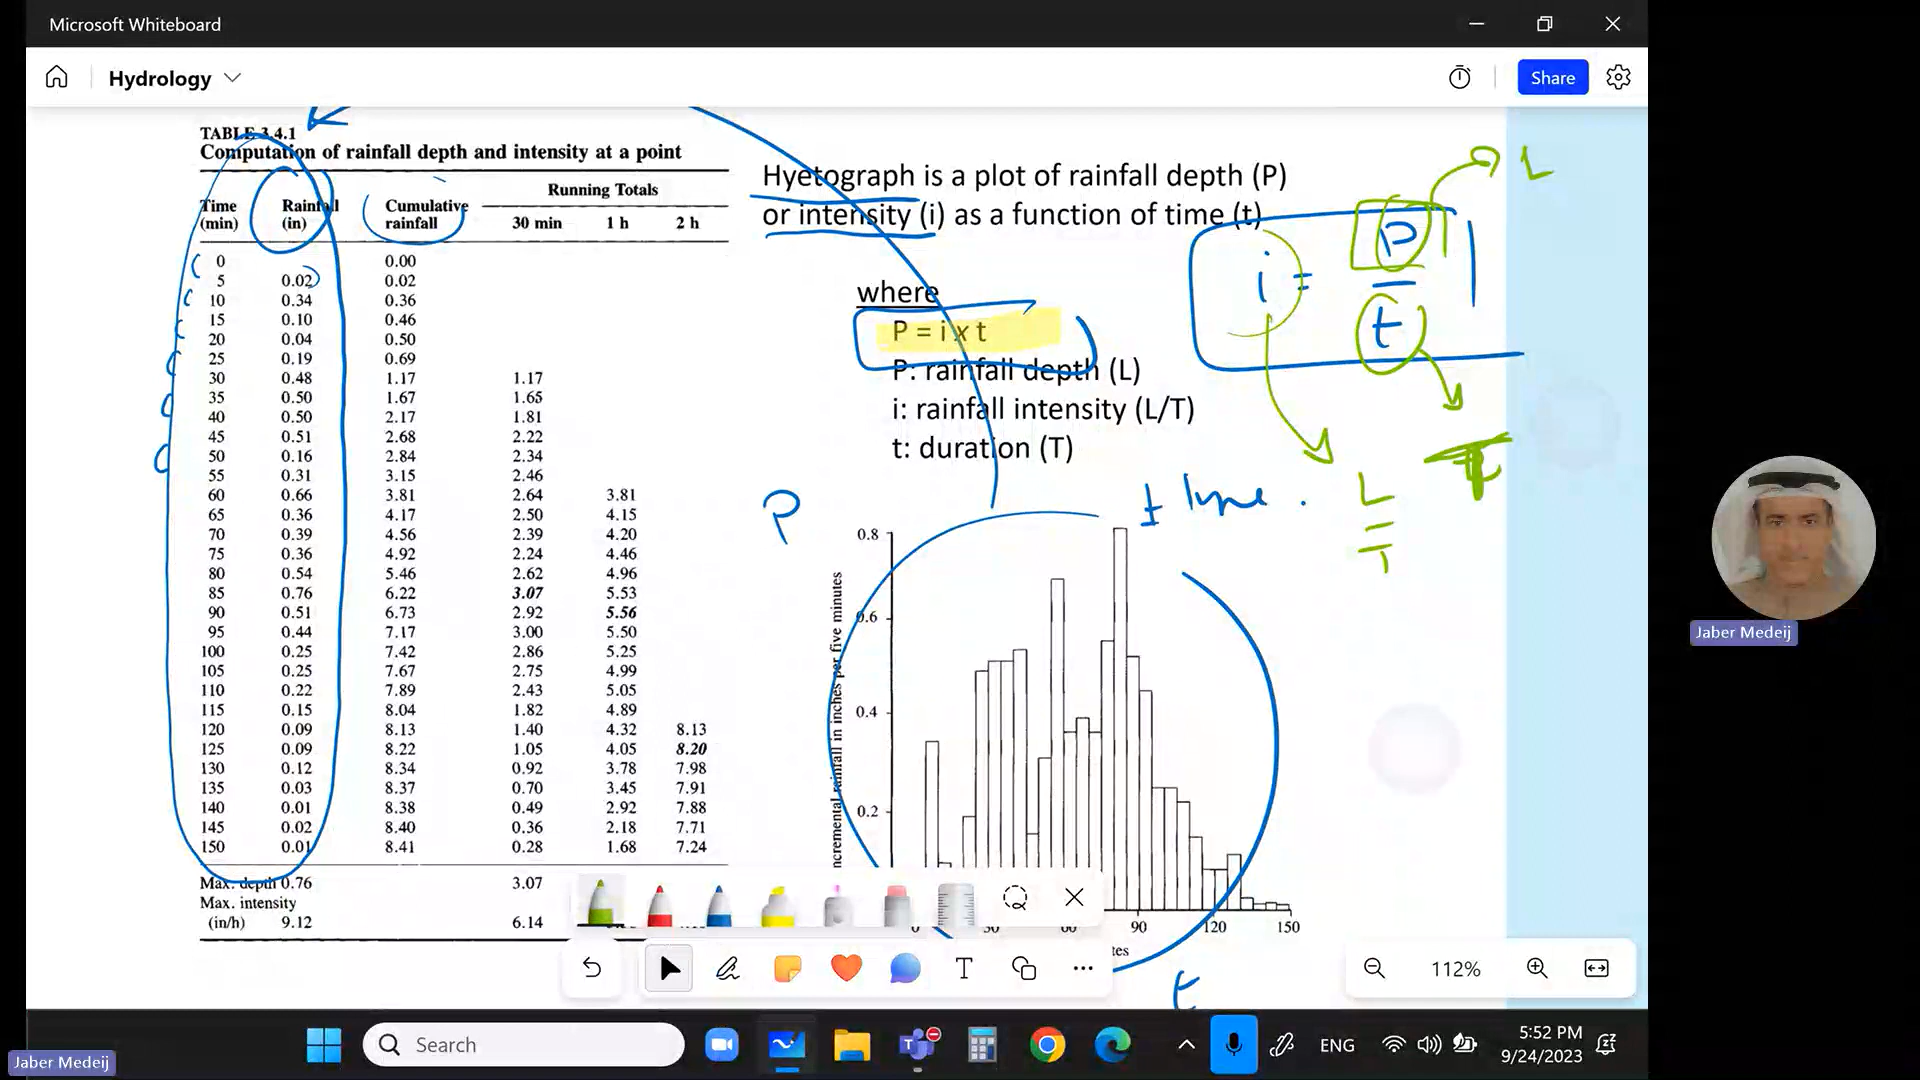 Microsoft Whiteboard
Hydrology
Share
TABLE 3.4.1
Computation of rainfall depth and intensity at a point
Running Totals
Time Rainfall Cumulative
(min) (in) rainfall 30 min 1 h 2 h
0 0.00
5 0.02 0.02
10 0.34 0.36
15 0.10 0.46
20 0.04 0.50
25 0.19 0.69
30 0.48 1.17 1.17
35 0.50 1.67 1.65
40 0.50 2.17 1.81
45 0.51 2.68 2.22
50 0.16 2.84 2.34
55 0.31 3.15 2.46
60 0.66 3.81 2.64 3.81
65 0.36 4.17 2.50 4.15
70 0.39 4.56 2.39 4.20
75 0.36 4.92 2.24 4.46
80 0.54 5.46 2.62 4.96
85 0.76 6.22 3.07 5.53
90 0.51 6.73 2.92 5.56
95 0.44 7.17 3.00 5.50
100 0.25 7.42 2.86 5.25
105 0.25 7.67 2.75 4.99
110 0.22 7.89 2.43 5.05
115 0.15 8.04 1.82 4.89
120 0.09 8.13 1.40 4.32 8.13
125 0.09 8.22 1.05 4.05 8.20
130 0.12 8.34 0.92 3.78 7.98
135 0.03 8.37 0.70 3.45 7.91
140 0.01 8.38 0.49 2.92 7.88
145 0.02 8.40 0.36 2.18 7.71
150 0.01 8.41 0.28 1.68 7.24
Max. depth 0.76 3.07
Max. intensity
(in/h) 9.12 6.14
Hyetograph is a plot of rainfall depth (P)
or intensity (i) as a function of time (t)
where
P = i x t
P: rainfall depth (L)
i: rainfall intensity (L/T)
t: duration (T)
i = P
t
L
T
L
T
P
t
t
0.8
0.6
0.4
0.2
ncremental rainfall in inches per five minutes
0 30 60 90 120 150
tes
112%
Jaber Medeij
Search
ENG
5:52 PM
9/24/2023
Jaber Medeij